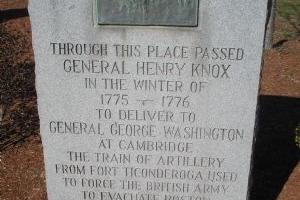 THROUGH THIS PLACE PASSED
GENERAL HENRY KNOX
IN THE WINTER OF
1775 - 1776
TO DELIVER TO
GENERAL GEORGE WASHINGTON
AT CAMBRIDGE
THE TRAIN OF ARTILLERY
FROM FORT TICONDEROGA USED
TO FORCE THE BRITISH ARMY
TO EVACUATE BOSTON